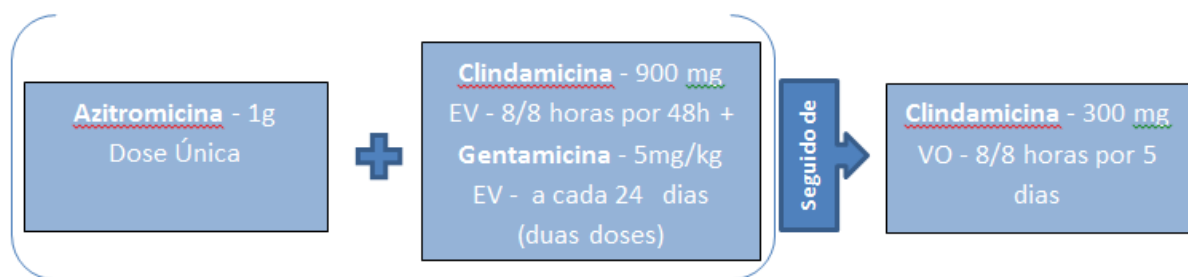 Azitromicina - 1g
Dose Única
Clindamicina - 900 mg
EV - 8/8 horas por 48h +
Gentamicina - 5mg/kg
EV - a cada 24 dias
(duas doses)
Seguido de
Clindamicina - 300 mg
VO - 8/8 horas por 5
dias